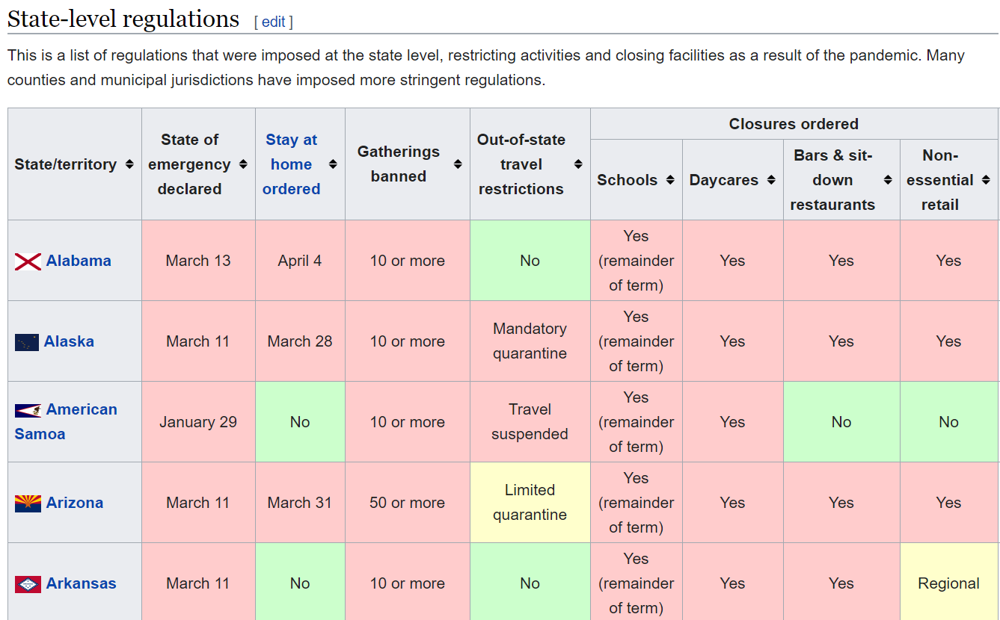 State-level regulations [ edit ]
This is a list of regulations that were imposed at the state level, restricting activities and closing facilities as a result of the pandemic. Many
counties and municipal jurisdictions have imposed more stringent regulations.
State/territory
State of
emergency
declared
Stay at
home
ordered
Gatherings
banned
Out-of-state
travel
restrictions
Closures ordered
Schools
Daycares
Bars & sit-
down
restaurants
Non-
essential
retail
Alabama
March 13
April 4
10 or more
No
Yes
(remainder
of term)
Yes
Yes
Yes
Alaska
March 11
March 28
10 or more
Mandatory
quarantine
Yes
(remainder
of term)
Yes
Yes
Yes
American
Samoa
January 29
No
10 or more
Travel
suspended
Yes
(remainder
of term)
Yes
No
No
Arizona
March 11
March 31
50 or more
Limited
quarantine
Yes
(remainder
of term)
Yes
Yes
Yes
Arkansas
March 11
No
10 or more
No
Yes
(remainder
of term)
Yes
Yes
Regional